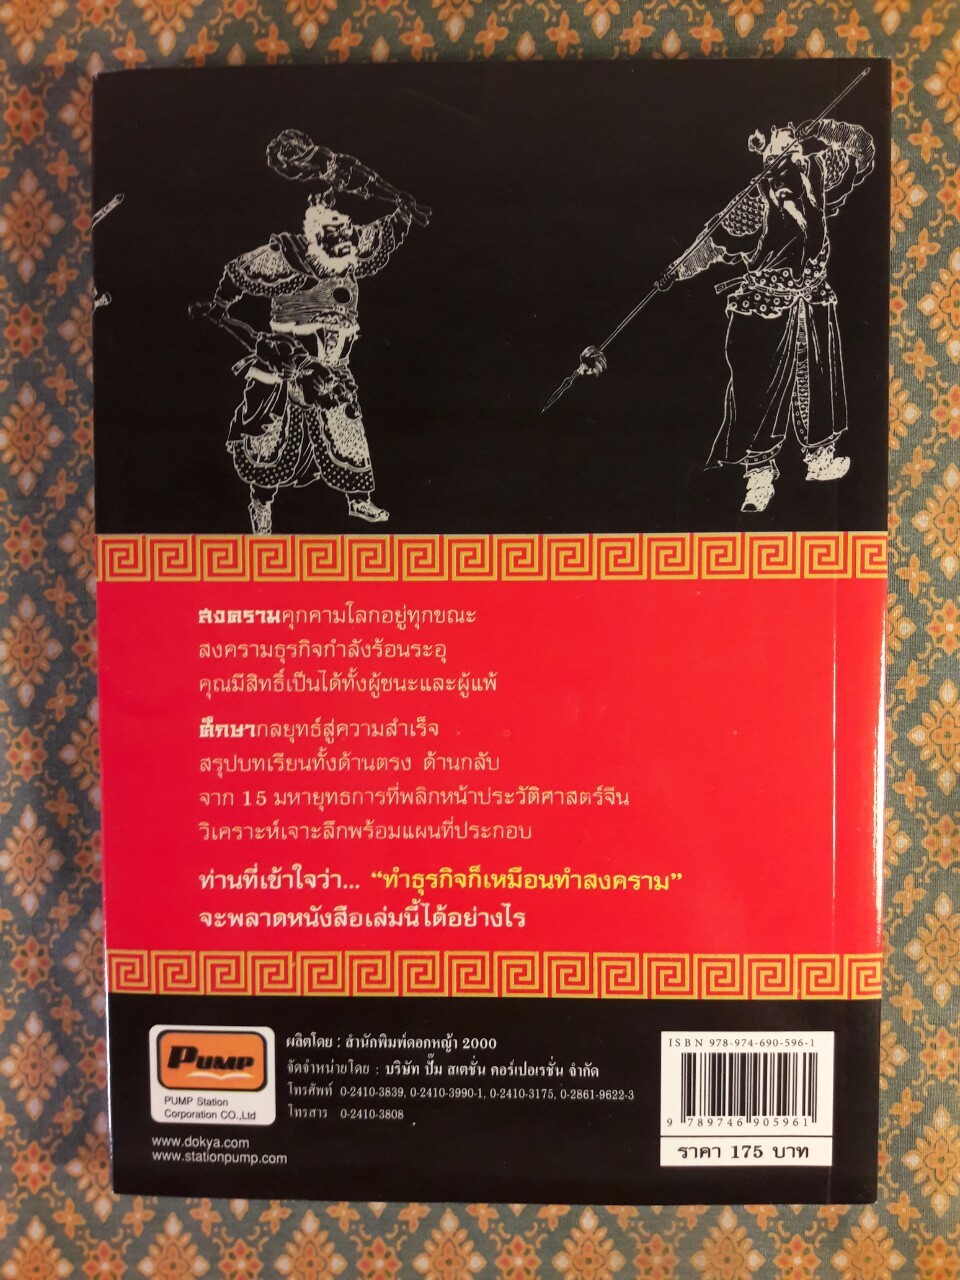 สงครามคุกคามโลกอยู่ทุกขณะ
สงครามธุรกิจกำลังร้อนระอุ
คุณมีสิทธิ์เป็นได้ทั้งผู้ชนะและผู้แพ้
ศึกษากลยุทธ์สู่ความสำเร็จ
สรุปบทเรียนทั้งด้านตรง ด้านกลับ
จาก 15 มหายุทธการที่พลิกหน้าประวัติศาสตร์จีน
วิเคราะห์เจาะลึกพร้อมแผนที่ประกอบ
ท่านที่เข้าใจว่า... “ทำธุรกิจก็เหมือนทำสงคราม”
จะพลาดหนังสือเล่มนี้ได้อย่างไร
PUMP
PUMP Station
Corporation CO.,Ltd
www.dokya.com
www.stationpump.com
ผลิตโดย : สำนักพิมพ์ดอกหญ้า 2000
จัดจำหน่ายโดย : บริษัท ปั๊ม สเตชั่น คอร์เปอเรชั่น จำกัด
โทรศัพท์ 0-2410-3839, 0-2410-3990-1, 0-2410-3175, 0-2861-9622-3
โทรสาร 0-2410-3808
ISBN 978-974-690-596-1
9 789746 905961
ราคา 175 บาท